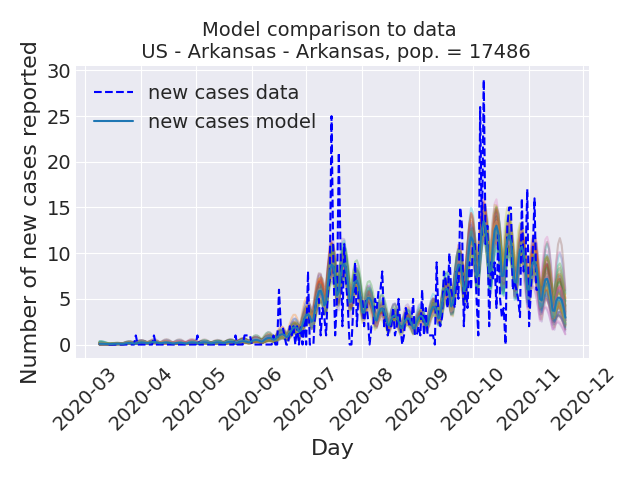 Model comparison to data
US - Arkansas - Arkansas, pop. = 17486
Number of new cases reported
30
25
20
15
10
5
0
new cases data
new cases model
2020-03
2020-04
2020-05
2020-06
2020-07
2020-08
2020-09
2020-10
2020-11
2020-12
Day